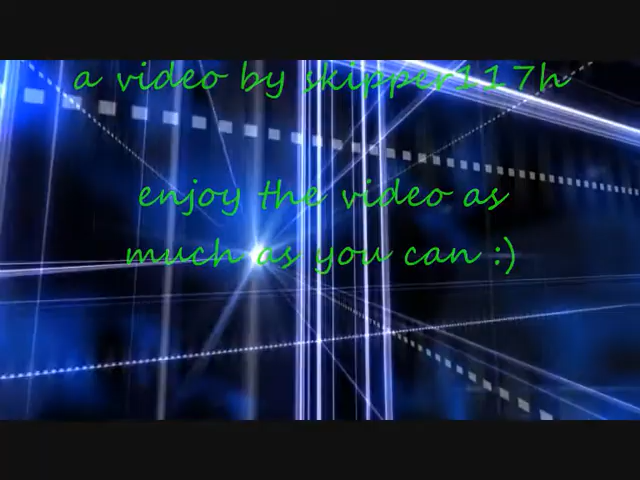 a video by skipper117h
enjoy the video as
much as you can :)